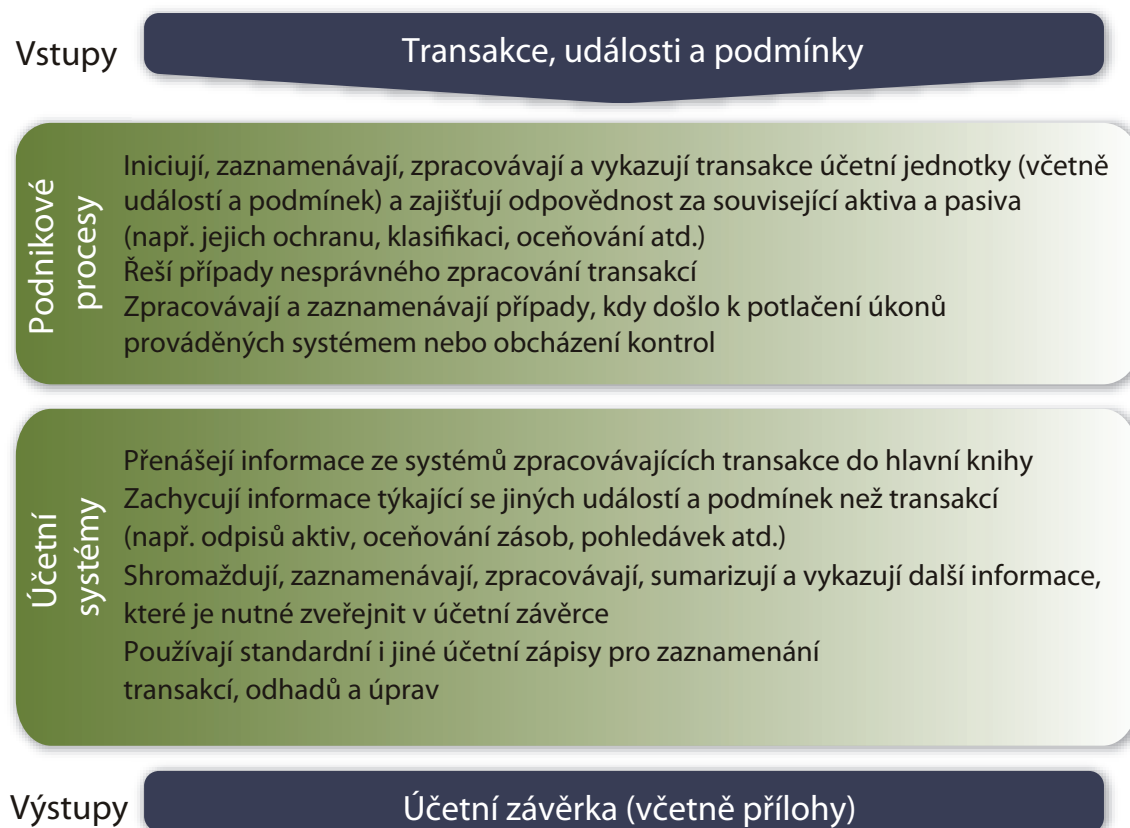 Vstupy
Transakce, události a podmínky
Podnikové
procesy
Iniciují, zaznamenávají, zpracovávají a vykazují transakce účetní jednotky (včetně
událostí a podmínek) a zajišťují odpovědnost za související aktiva a pasiva
(např. jejich ochranu, klasifikaci, oceňování atd.)
Řeší případy nesprávného zpracování transakcí
Zpracovávají a zaznamenávají případy, kdy došlo k potlačení úkonů
prováděných systémem nebo obcházení kontrol
Účetní
systémy
Přenášejí informace ze systémů zpracovávajících transakce do hlavní knihy
Zachycují informace týkající se jiných událostí a podmínek než transakcí
(např. odpisů aktiv, oceňování zásob, pohledávek atd.)
Shromaždují, zaznamenávají, zpracovávají, sumarizují a vykazují další informace,
které je nutné zveřejnit v účetní závěrce
Používají standardní i jiné účetní zápisy pro zaznamenání
transakcí, odhadů a úprav
Výstupy
Účetní závěrka (včetně přílohy)